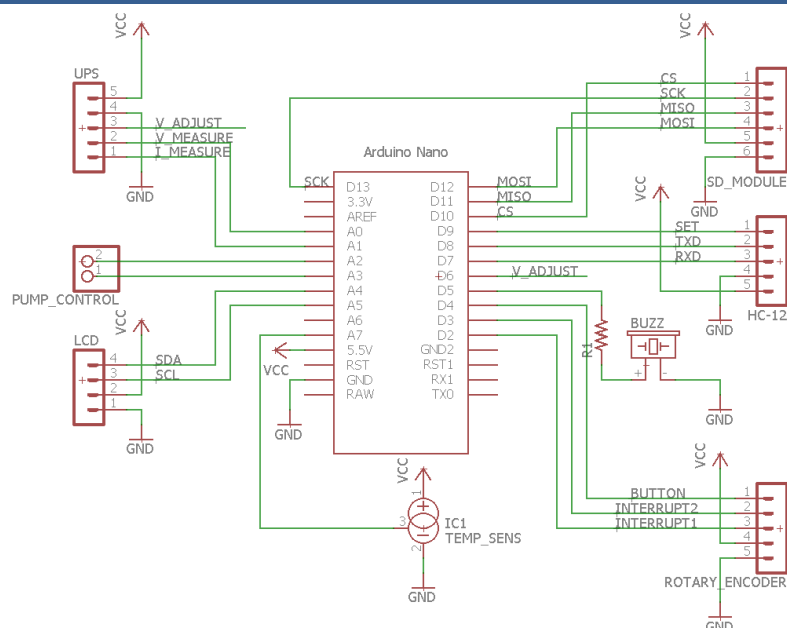 VCC
UPS
5
4
3
2
1
V_ADJUST
V_MEASURE
I_MEASURE
GND
2
1
PUMP_CONTROL
VCC
LCD
4
3
2
1
SDA
SCL
GND
Arduino Nano
SCK
D13
3.3V
AREF
A0
A1
A2
A3
A4
A5
A6
A7
5.5V
RST
GND
RAW
D12
D11
D10
D9
D8
D7
D6
D5
D4
D3
D2
GND2
RST1
RX1
TX0
MOSI
MISO
CS
V_ADJUST
VCC
GND
VCC
1
3
2
IC1
TEMP_SENS
GND
VCC
CS
SCK
MISO
MOSI
1
2
3
4
5
6
SD_MODULE
GND
VCC
SET
TXD
RXD
1
2
3
4
5
HC-12
GND
R1
BUZZ
+
-
GND
VCC
BUTTON
INTERRUPT2
INTERRUPT1
1
2
3
4
5
ROTARY_ENCODER
GND